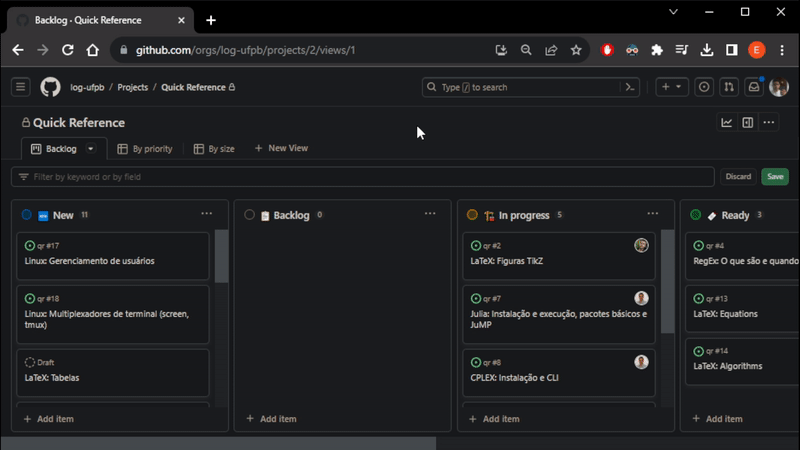 Backlog · Quick Reference
github.com/orgs/log-ufpb/projects/2/views/1
E
log-ufpb / Projects / Quick Reference
Type / to search
Quick Reference
Backlog
By priority
By size
+ New View
Filter by keyword or by field
Discard
Save
NEW New 11
qr #17
Linux: Gerenciamento de usuários
qr #18
Linux: Multiplexadores de terminal (screen,
tmux)
Draft
LaTeX: Tabelas
+ Add item
Backlog 0
+ Add item
In progress 5
qr #2
LaTeX: Figuras TikZ
qr #7
Julia: Instalação e execução, pacotes básicos e
JuMP
qr #8
CPLEX: Instalação e CLI
+ Add item
Ready 3
qr #4
RegEx: O que são e quando
qr #13
LaTeX: Equations
qr #14
LaTeX: Algorithms
+ Add item